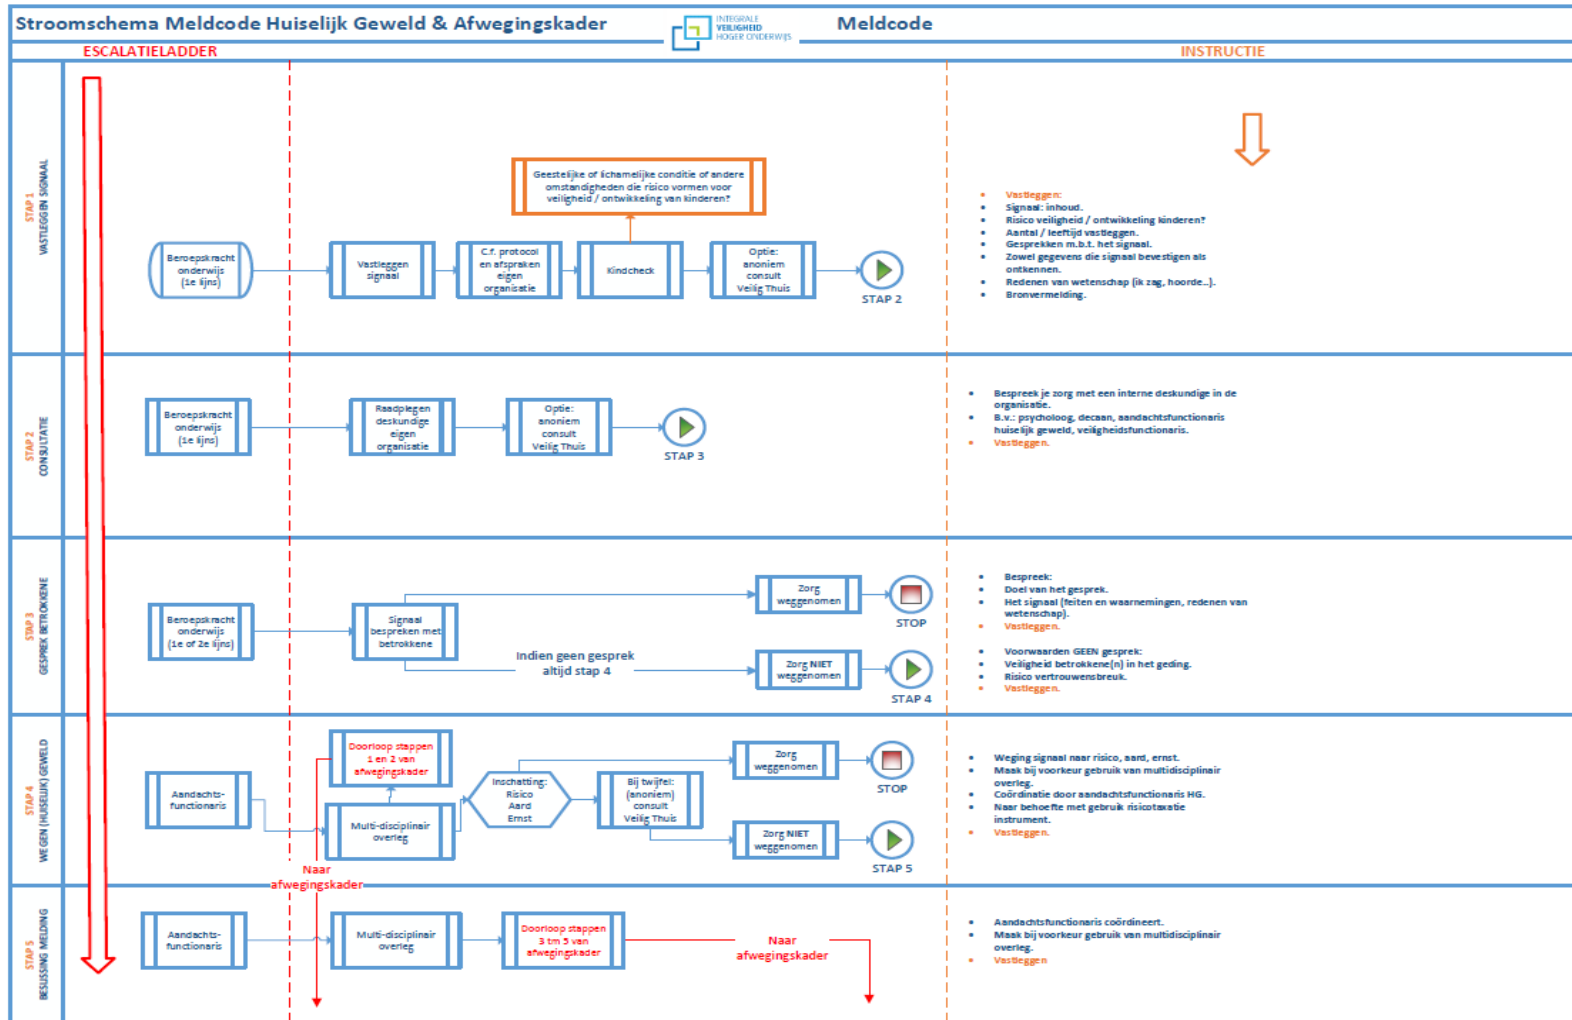 Stroomschema Meldcode Huiselijk Geweld & Afwegingskader
INTEGRALE
VEILIGHEID
HOGER ONDERWIJS
Meldcode
ESCALATIELADDER
INSTRUCTIE
STAP 1
VASTLEGGEN SIGNAAL
Geestelijke of lichamelijke conditie of andere
omstandigheden die risico vormen voor
veiligheid / ontwikkeling van kinderen?
Beroepskracht
onderwijs
(1e lijns)
Vastleggen
signaal
C.f. protocol
en afspraken
eigen
organisatie
Kindcheck
Optie:
anoniem
consult
Veilig Thuis
STAP 2
• Vastleggen:
• Signaal: inhoud.
• Risico veiligheid / ontwikkeling kinderen?
• Aantal / leeftijd vastleggen.
• Gesprekken m.b.t. het signaal.
• Zowel gegevens die signaal bevestigen als
ontkennen.
• Redenen van wetenschap (ik zag, hoorde...).
• Bronvermelding.
STAP 2
CONSULTATIE
Beroepskracht
onderwijs
(1e lijns)
Raadplegen
deskundige
eigen
organisatie
Optie:
anoniem
consult
Veilig Thuis
STAP 3
• Bespreek je zorg met een interne deskundige in de
organisatie.
• B.v.: psycholoog, decaan, aandachtsfunctionaris
huiselijk geweld, veiligheidsfunctionaris.
• Vastleggen.
STAP 3
GESPREK BETROKKENE
Beroepskracht
onderwijs
(1e of 2e lijns)
Signaal
bespreken met
betrokkene
Zorg
weggenomen
STOP
Indien geen gesprek
altijd stap 4
Zorg NIET
weggenomen
STAP 4
• Bespreek:
• Doel van het gesprek.
• Het signaal (feiten en waarnemingen, redenen van
wetenschap).
• Vastleggen.
• Voorwaarden GEEN gesprek:
• Veiligheid betrokkene(n) in het geding.
• Risico vertrouwensbreuk.
• Vastleggen.
STAP 4
WEGEN (HUISELIJK) GEWELD
Aandachts-
functionaris
Doorloop stappen
1 en 2 van
afwegingskader
Multi-disciplinair
overleg
Inschatting:
Risico
Aard
Ernst
Bij twijfel:
(anoniem)
consult
Veilig Thuis
Zorg
weggenomen
STOP
Zorg NIET
weggenomen
STAP 5
Naar
afwegingskader
• Weging signaal naar risico, aard, ernst.
• Maak bij voorkeur gebruik van multidisciplinair
overleg.
• Coördinatie door aandachtsfunctionaris HG.
• Naar behoefte met gebruik risicotaxatie
instrument.
• Vastleggen.
STAP 5
BESLISSING MELDING
Aandachts-
functionaris
Multi-disciplinair
overleg
Doorloop stappen
3 tm 5 van
afwegingskader
Naar
afwegingskader
• Aandachtsfunctionaris coördineert.
• Maak bij voorkeur gebruik van multidisciplinair
overleg.
• Vastleggen